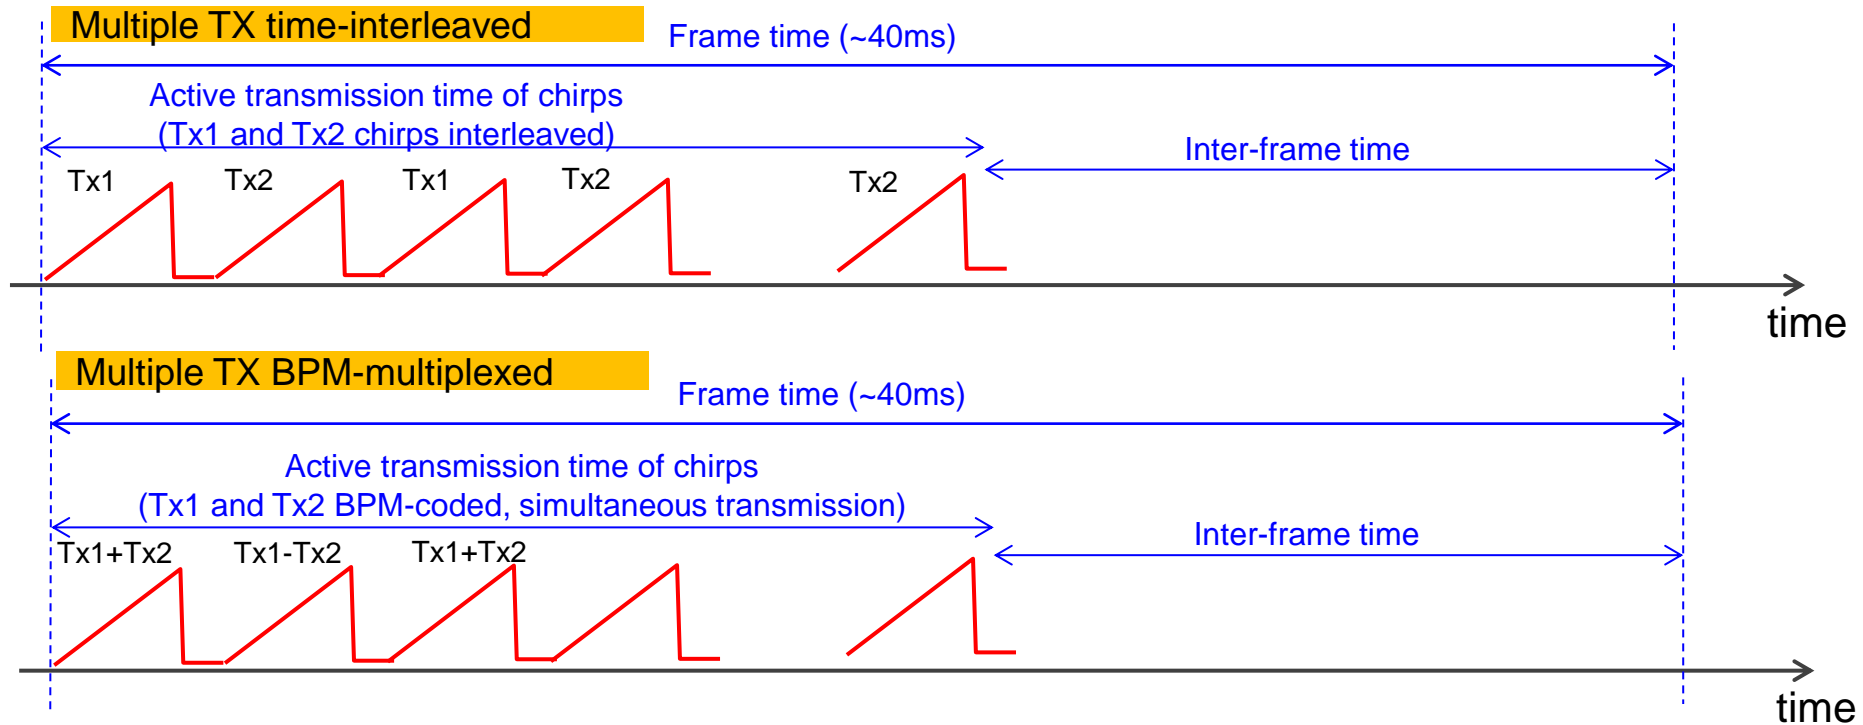 Multiple TX time-interleaved
Frame time (~40ms)
Active transmission time of chirps
(Tx1 and Tx2 chirps interleaved)
Inter-frame time
Tx1
Tx2
Tx1
Tx2
Tx2
time
Multiple TX BPM-multiplexed
Frame time (~40ms)
Active transmission time of chirps
(Tx1 and Tx2 BPM-coded, simultaneous transmission)
Inter-frame time
Tx1+Tx2
Tx1-Tx2
Tx1+Tx2
time